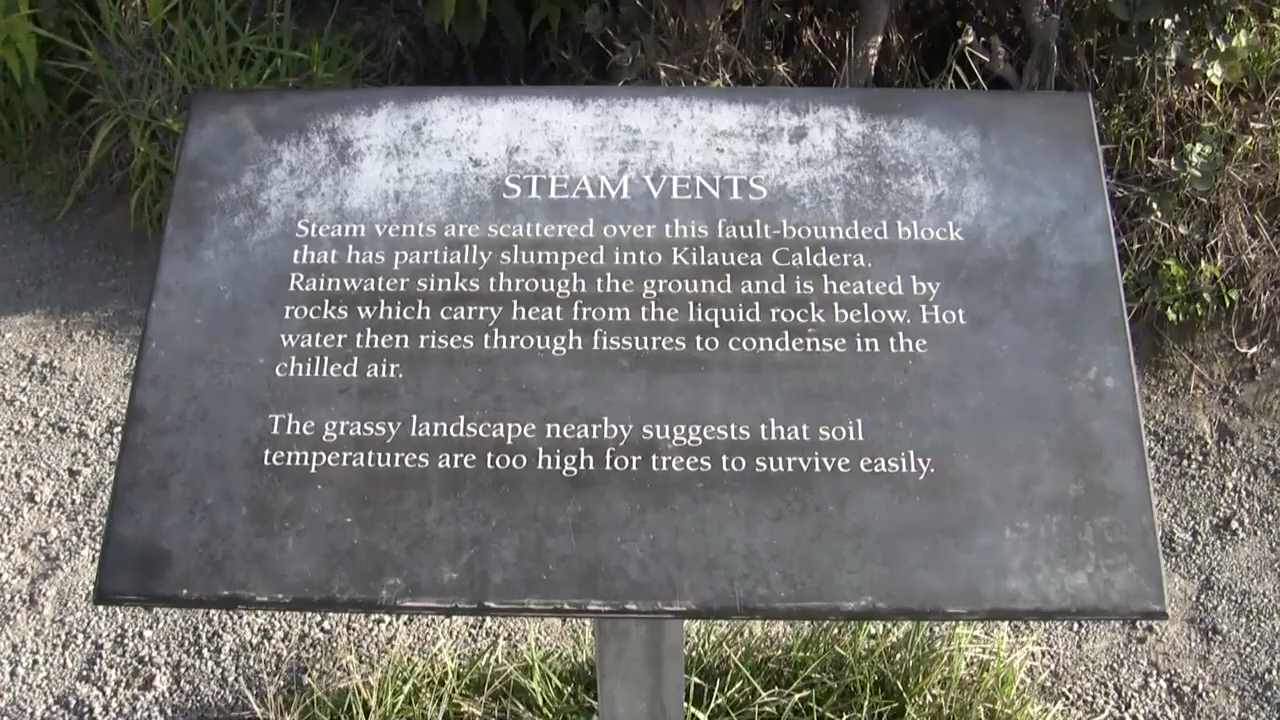 STEAM VENTS
Steam vents are scattered over this fault-bounded block
that has partially slumped into Kilauea Caldera.
Rainwater sinks through the ground and is heated by
rocks which carry heat from the liquid rock below. Hot
water then rises through fissures to condense in the
chilled air.
The grassy landscape nearby suggests that soil
temperatures are too high for trees to survive easily.